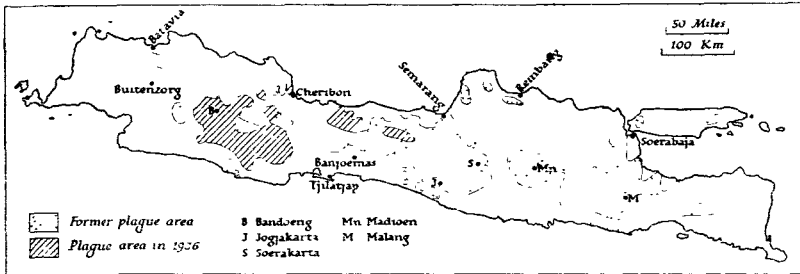 Batavia
50 Miles
100 Km
Rembang
Semarang
Buitenzorg
Cheribon
B
Soerabaja
Banjoemas
S
Mn
Tjilatjap
J
M
Former plague area
B Bandoeng
Mn Madioen
Plague area in 1936
J Jogjakarta
M Malang
S Soerakarta